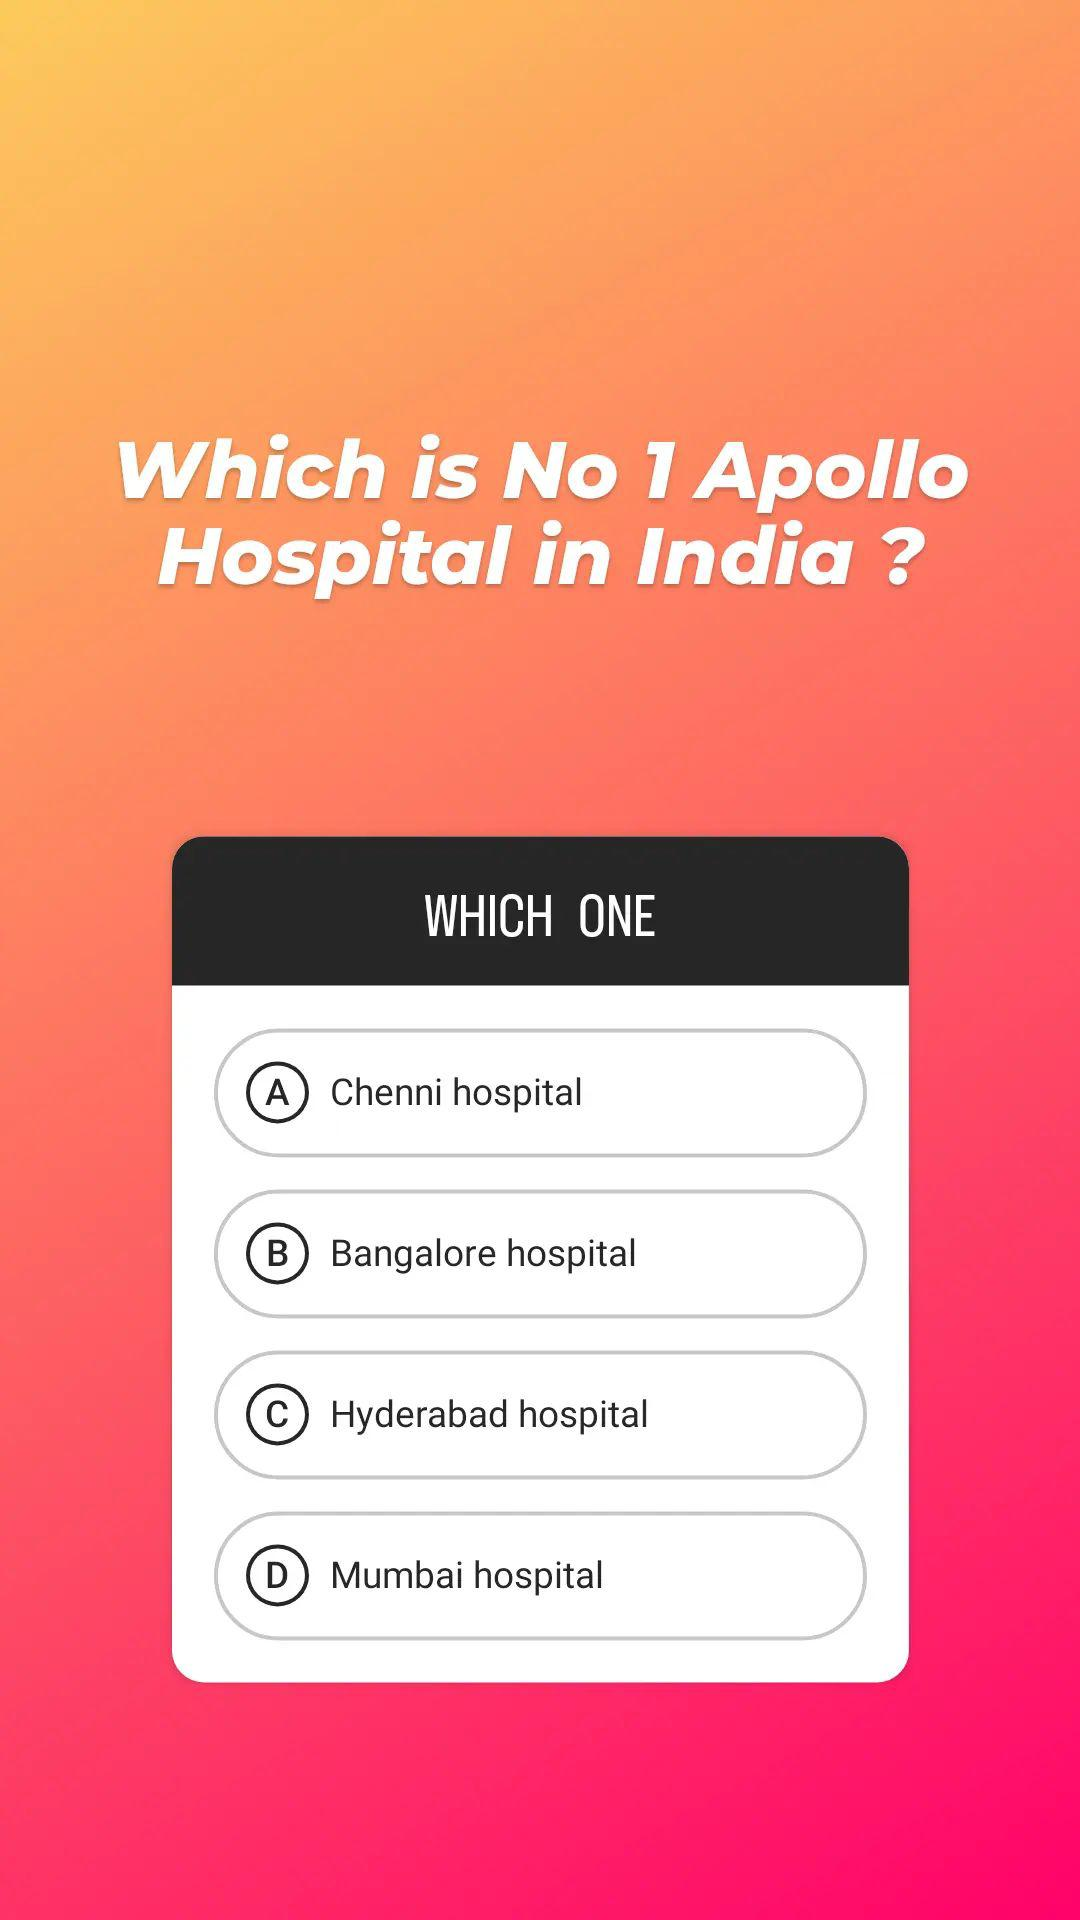 Which is No 1 Apollo
Hospital in India ?
WHICH ONE
A Chenni hospital
B Bangalore hospital
C Hyderabad hospital
D Mumbai hospital